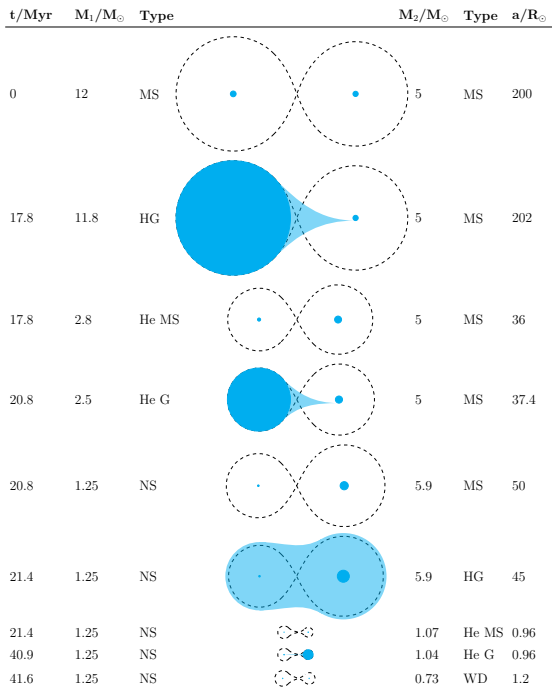 t/Myr M₁/M☉ Type M₂/M☉ Type a/R☉
0 12 MS 5 MS 200
17.8 11.8 HG 5 MS 202
17.8 2.8 He MS 5 MS 36
20.8 2.5 He G 5 MS 37.4
20.8 1.25 NS 5.9 MS 50
21.4 1.25 NS 5.9 HG 45
21.4 1.25 NS 1.07 He MS 0.96
40.9 1.25 NS 1.04 He G 0.96
41.6 1.25 NS 0.73 WD 1.2